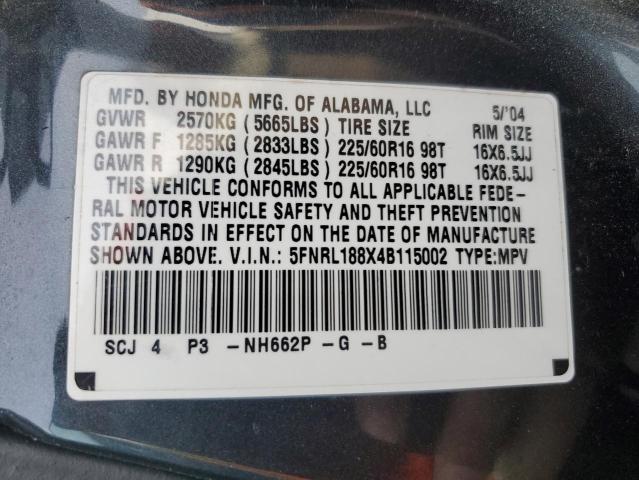 MFD. BY HONDA MFG. OF ALABAMA, LLC 5/'04
GVWR 2570KG (5665LBS) TIRE SIZE RIM SIZE
GAWR F 1285KG (2833LBS) 225/60R16 98T 16X6.5JJ
GAWR R 1290KG (2845LBS) 225/60R16 98T 16X6.5JJ
THIS VEHICLE CONFORMS TO ALL APPLICABLE FEDE-
RAL MOTOR VEHICLE SAFETY AND THEFT PREVENTION
STANDARDS IN EFFECT ON THE DATE OF MANUFACTURE
SHOWN ABOVE. V.I.N.: 5FNRL188X4B115002 TYPE:MPV
SCJ 4 P3 -NH662P -G -B